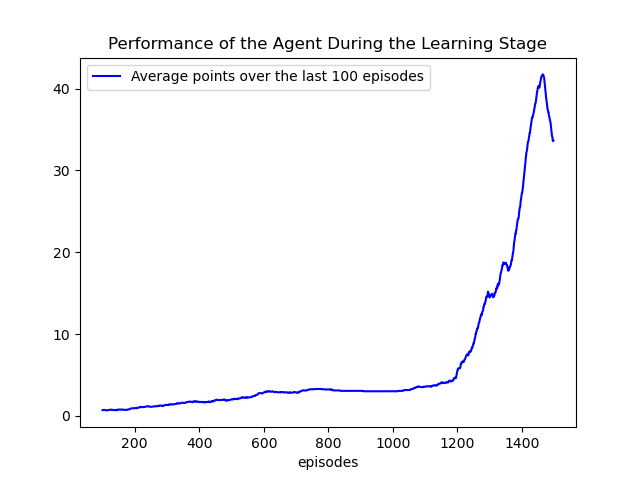 Performance of the Agent During the Learning Stage
Average points over the last 100 episodes
40
30
20
10
0
200 400 600 800 1000 1200 1400
episodes